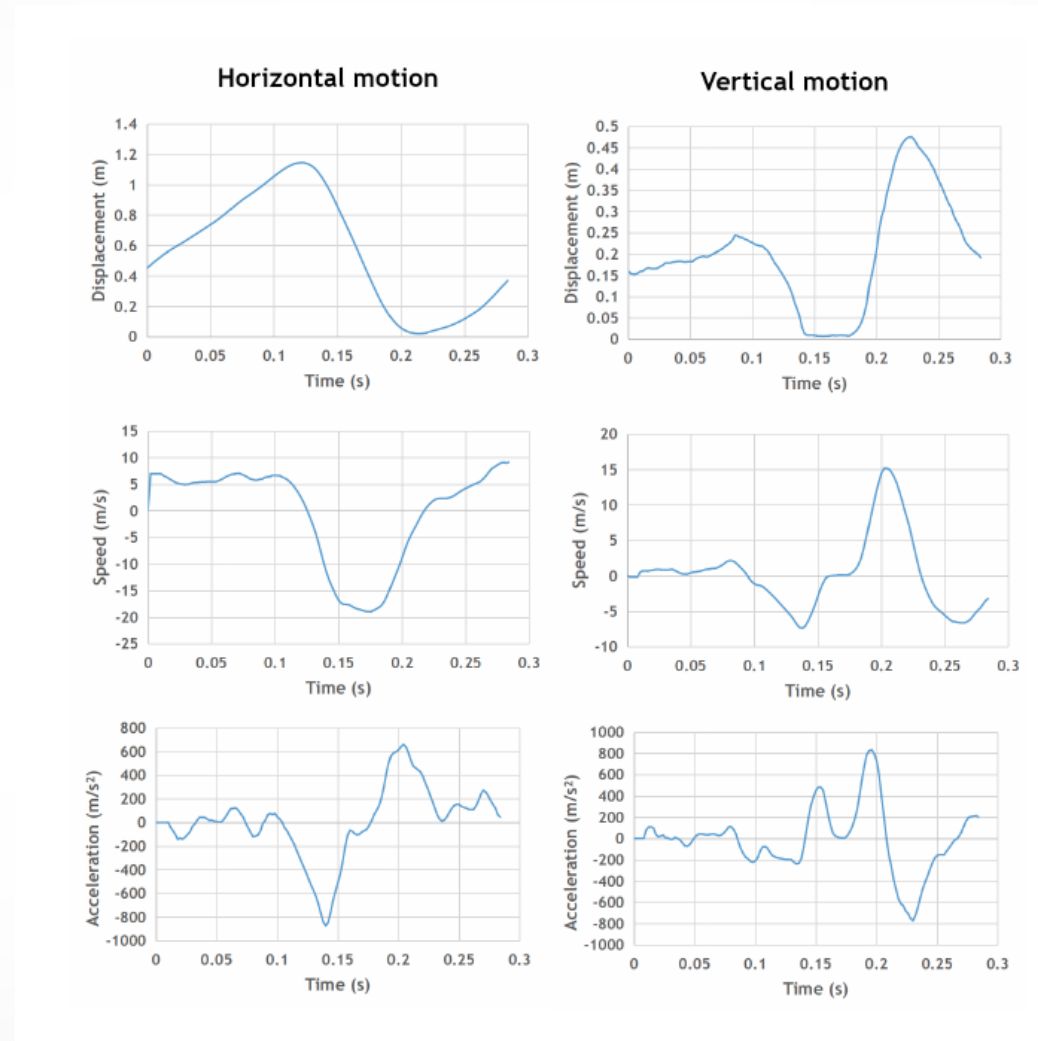 Horizontal motion
Vertical motion
Displacement (m)
1.4
1.2
1
0.8
0.6
0.4
0.2
0
0 0.05 0.1 0.15 0.2 0.25 0.3
Time (s)
Displacement (m)
0.5
0.45
0.4
0.35
0.3
0.25
0.2
0.15
0.1
0.05
0
0 0.05 0.1 0.15 0.2 0.25 0.3
Time (s)
Speed (m/s)
15
10
5
0
-5
-10
-15
-20
-25
0 0.05 0.1 0.15 0.2 0.25 0.3
Time (s)
Speed (m/s)
20
15
10
5
0
-5
-10
0 0.05 0.1 0.15 0.2 0.25 0.3
Time (s)
Acceleration (m/s²)
800
600
400
200
0
-200
-400
-600
-800
-1000
0 0.05 0.1 0.15 0.2 0.25 0.3
Time (s)
Acceleration (m/s²)
1000
800
600
400
200
0
-200
-400
-600
-800
-1000
0 0.05 0.1 0.15 0.2 0.25 0.3
Time (s)